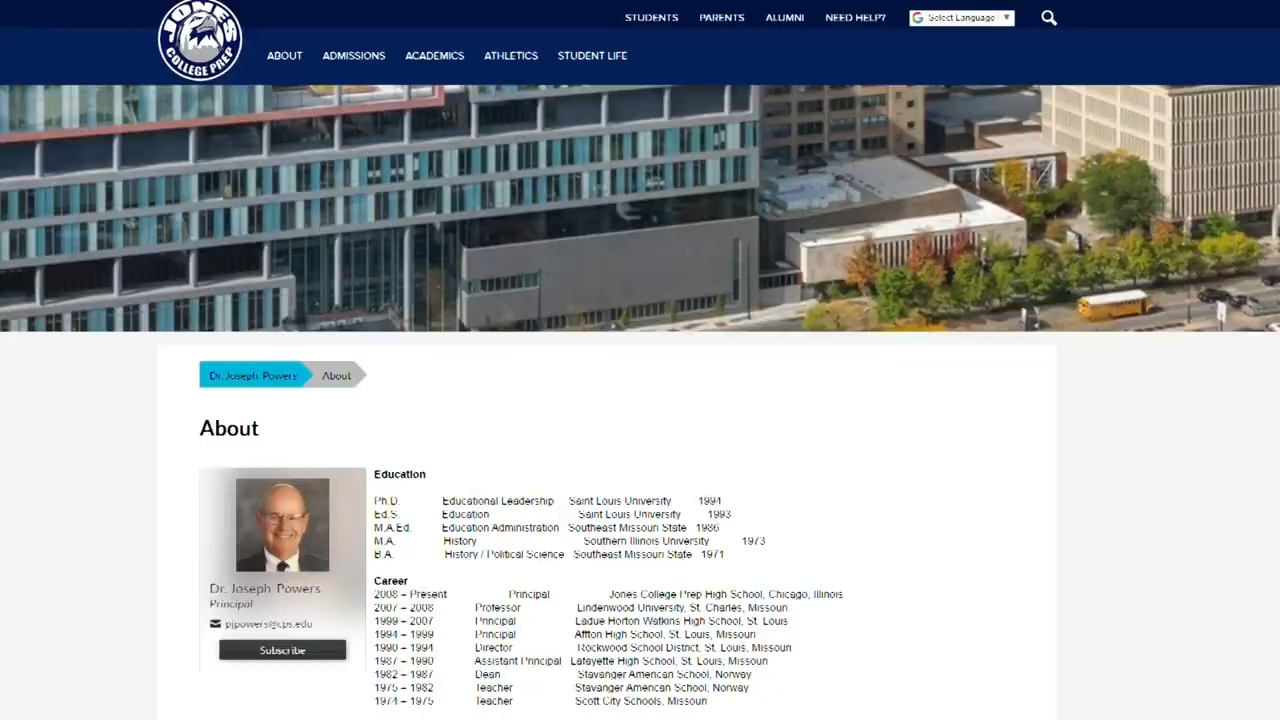 JONES
COLLEGE PREP
STUDENTS PARENTS ALUMNI NEED HELP? Select Language ▼
ABOUT ADMISSIONS ACADEMICS ATHLETICS STUDENT LIFE
Dr. Joseph Powers About
About
Dr. Joseph Powers
Principal
pjpowers@cps.edu
Subscribe
Education
Ph.D. Educational Leadership Saint Louis University 1994
Ed.S. Education Saint Louis University 1993
M.A.Ed. Education Administration Southeast Missouri State 1986
M.A. History Southern Illinois University 1973
B.A. History / Political Science Southeast Missouri State 1971
Career
2008 – Present Principal Jones College Prep High School, Chicago, Illinois
2007 – 2008 Professor Lindenwood University, St. Charles, Missouri
1999 – 2007 Principal Ladue Horton Watkins High School, St. Louis
1994 – 1999 Principal Affton High School, St. Louis, Missouri
1990 – 1994 Director Rockwood School District, St. Louis, Missouri
1987 – 1990 Assistant Principal Lafayette High School, St. Louis, Missouri
1982 – 1987 Dean Stavanger American School, Norway
1975 – 1982 Teacher Stavanger American School, Norway
1974 – 1975 Teacher Scott City Schools, Missouri